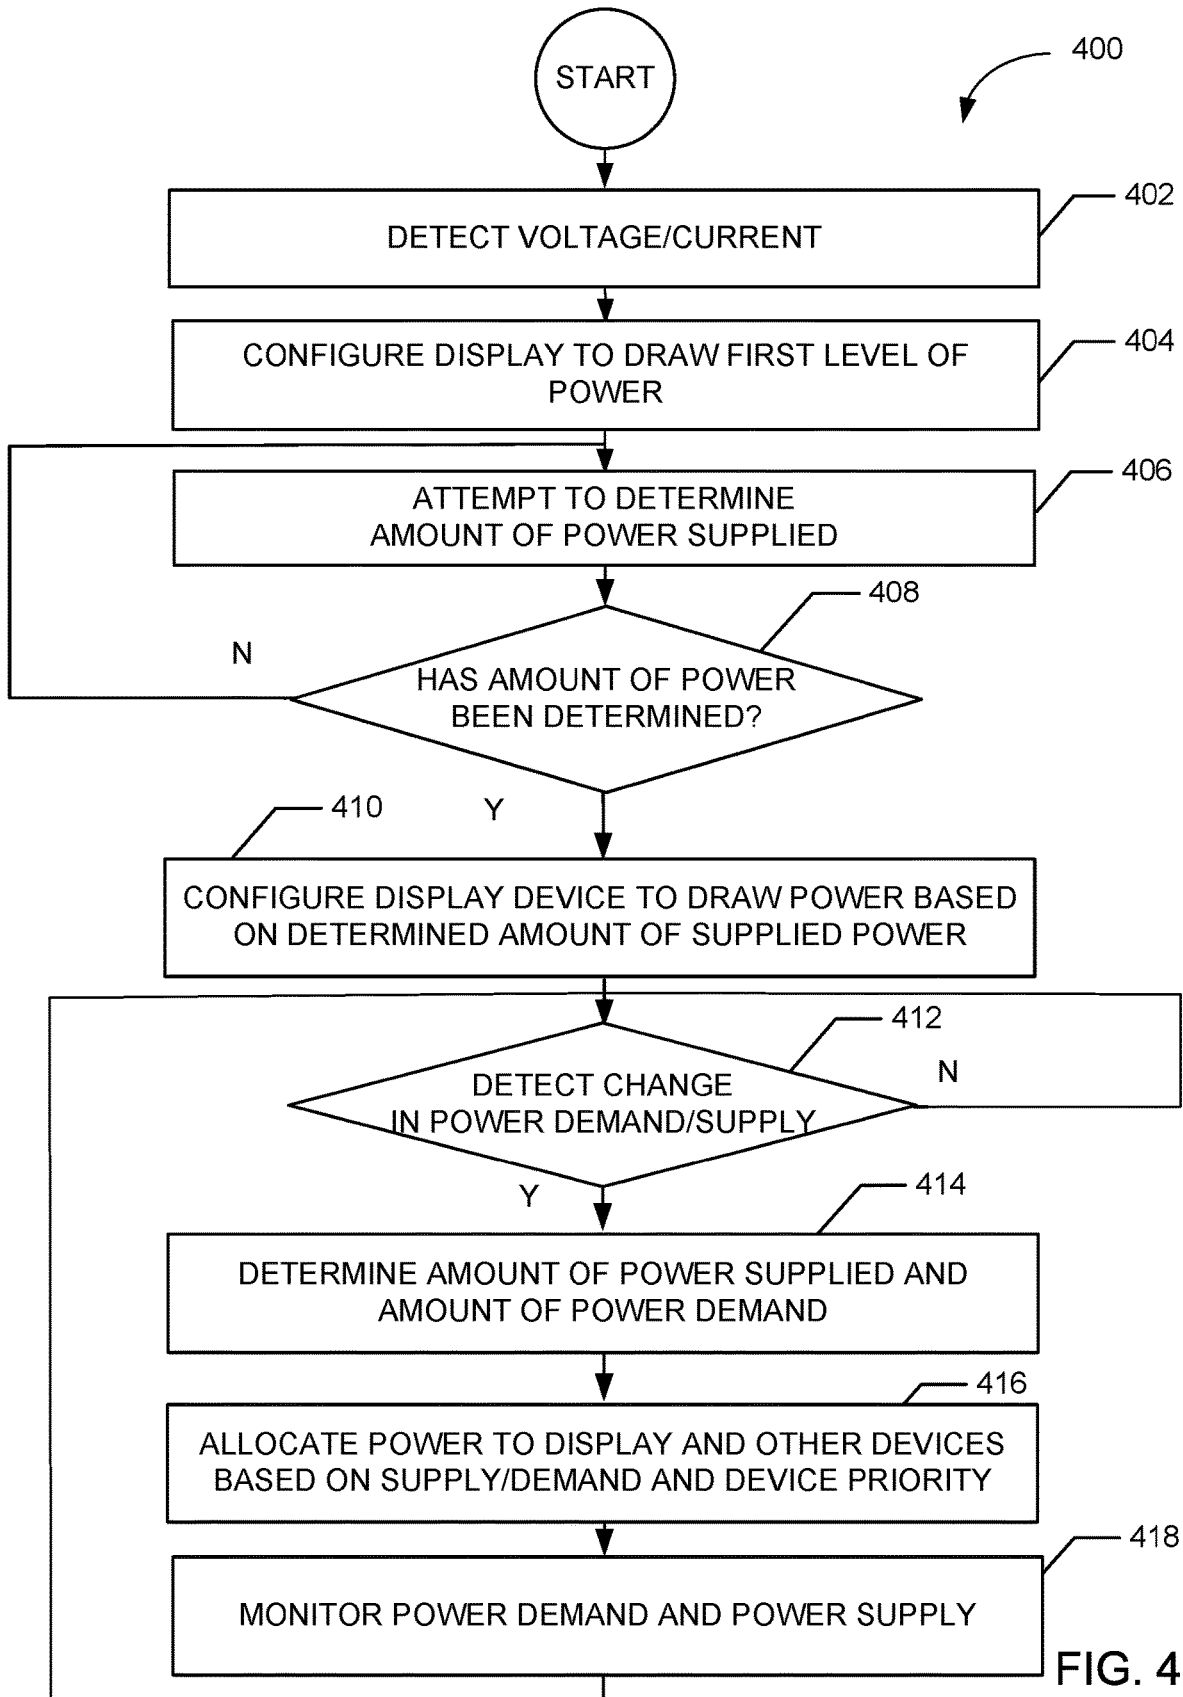 START
400
DETECT VOLTAGE/CURRENT
402
CONFIGURE DISPLAY TO DRAW FIRST LEVEL OF
POWER
404
ATTEMPT TO DETERMINE
AMOUNT OF POWER SUPPLIED
406
HAS AMOUNT OF POWER
BEEN DETERMINED?
408
N
Y
410
CONFIGURE DISPLAY DEVICE TO DRAW POWER BASED
ON DETERMINED AMOUNT OF SUPPLIED POWER
412
DETECT CHANGE
IN POWER DEMAND/SUPPLY
N
Y
414
DETERMINE AMOUNT OF POWER SUPPLIED AND
AMOUNT OF POWER DEMAND
416
ALLOCATE POWER TO DISPLAY AND OTHER DEVICES
BASED ON SUPPLY/DEMAND AND DEVICE PRIORITY
418
MONITOR POWER DEMAND AND POWER SUPPLY
FIG. 4